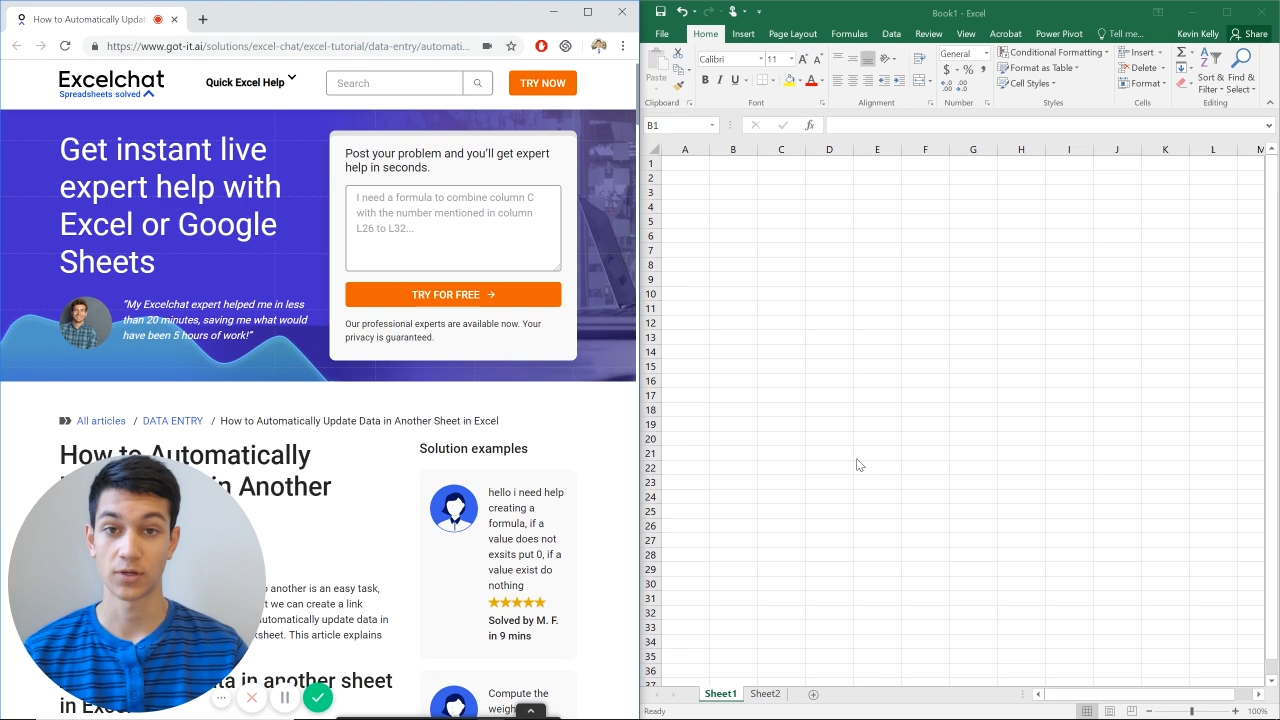 How to Automatically Upda
https://www.got-it.ai/solutions/excel-chat/excel-tutorial/data-entry/automati...
Excelchat
Spreadsheets solved
Quick Excel Help
Search
TRY NOW
Get instant live
expert help with
Excel or Google
Sheets
"My Excelchat expert helped me in less
than 20 minutes, saving me what would
have been 5 hours of work!"
Post your problem and you'll get expert
help in seconds.
I need a formula to combine column C
with the number mentioned in column
L26 to L32...
TRY FOR FREE →
Our professional experts are available now. Your
privacy is guaranteed.
All articles / DATA ENTRY / How to Automatically Update Data in Another Sheet in Excel
How to Automatically
in Another
another is an easy task,
we can create a link
automatically update data in
This article explains
in another sheet
in
Solution examples
hello i need help
creating a
formula, if a
value does not
exsits put 0, if a
value exist do
nothing
Solved by M. F.
in 9 mins
Compute the
Book1 - Excel
File Home Insert Page Layout Formulas Data Review View Acrobat Power Pivot Tell me... Kevin Kelly Share
Paste
Clipboard
Calibri 11
B I U
Font
Alignment
General
$ % ,
Number
Conditional Formatting
Format as Table
Cell Styles
Styles
Insert
Delete
Format
Cells
Sort & Find &
Filter Select
Editing
B1
fx
A B C D E F G H I J K L M
1
2
3
4
5
6
7
8
9
10
11
12
13
14
15
16
17
18
19
20
21
22
23
24
25
26
27
28
29
30
31
32
33
34
35
36
37
Sheet1 Sheet2
Ready
100%